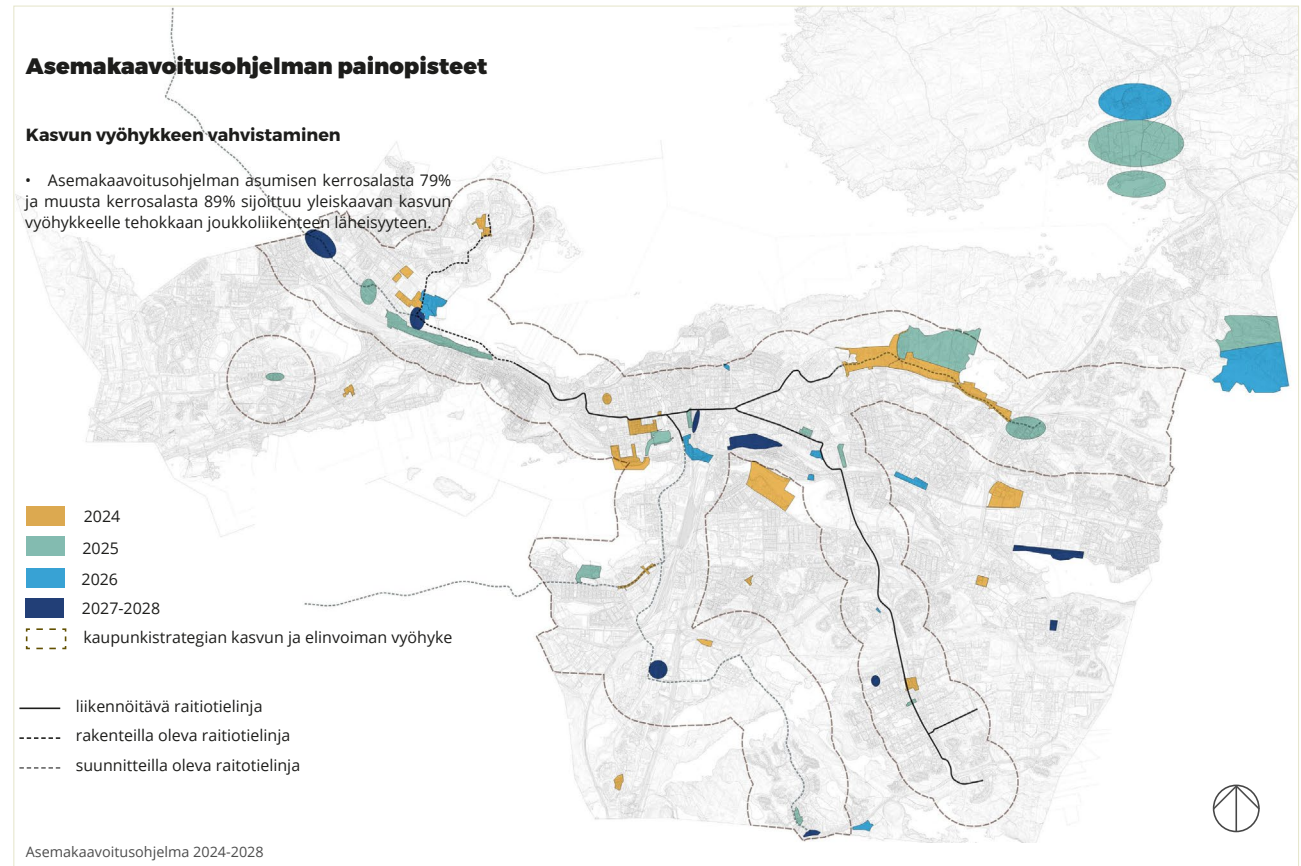 Asemakaavoitusohjelman painopisteet
Kasvun vyöhykkeen vahvistaminen
• Asemakaavoitusohjelman asumisen kerrosalasta 79%
ja muusta kerrosalasta 89% sijoittuu yleiskaavan kasvun
vyöhykkeelle tehokkaan joukkoliikenteen läheisyyteen.
2024
2025
2026
2027-2028
kaupunkistrategian kasvun ja elinvoiman vyöhyke
liikennöitävä raitiotielinja
rakenteilla oleva raitiotielinja
suunnitteilla oleva raitotielinja
Asemakaavoitusohjelma 2024-2028